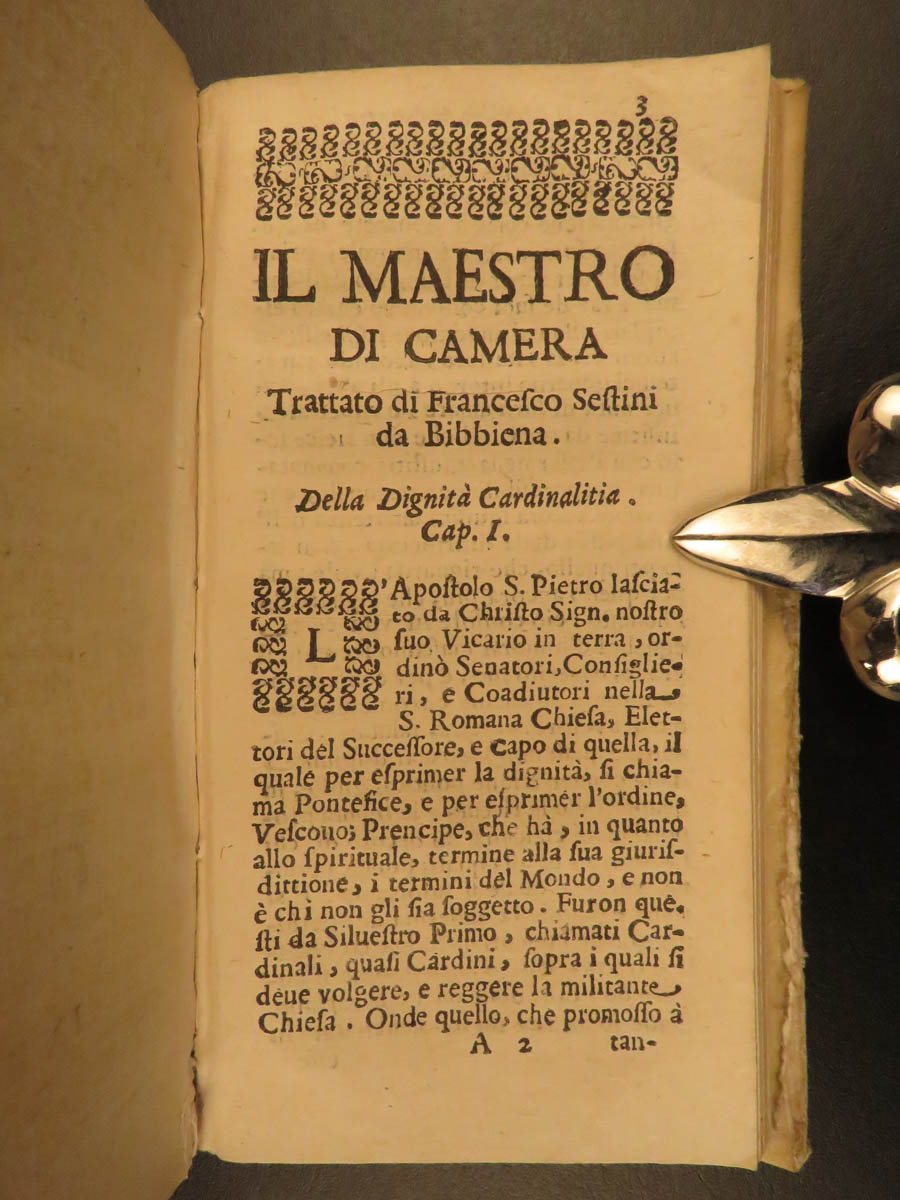 3
IL MAESTRO
DI CAMERA
Trattato di Franceſco Seſtini
da Bibbiena.
Della Dignità Cardinalitia.
Cap. I.
L'Apoſtolo S. Pietro laſcia-
to da Chriſto Sign. noſtro
ſuo Vicario in terra, or-
dinò Senatori, Conſiglie-
ri, e Coadiutori nella
S. Romana Chieſa, Elet-
tori del Succeſſore, e capo di quella, il
quale per eſprimer la dignità, ſi chia-
ma Pontefice, e per eſprimer l'ordine,
Veſcouo; Prencipe, che hà, in quanto
allo ſpirituale, termine alla ſua giuriſ-
dittione, i termini del Mondo, e non
è chi non gli ſia ſoggetto. Furon que-
ſti da Silueſtro Primo, chiamati Car-
dinali, quaſi Cardini, ſopra i quali ſi
deue volgere, e reggere la militante
Chieſa. Onde quello, che promoſſo à
A 2 tan-